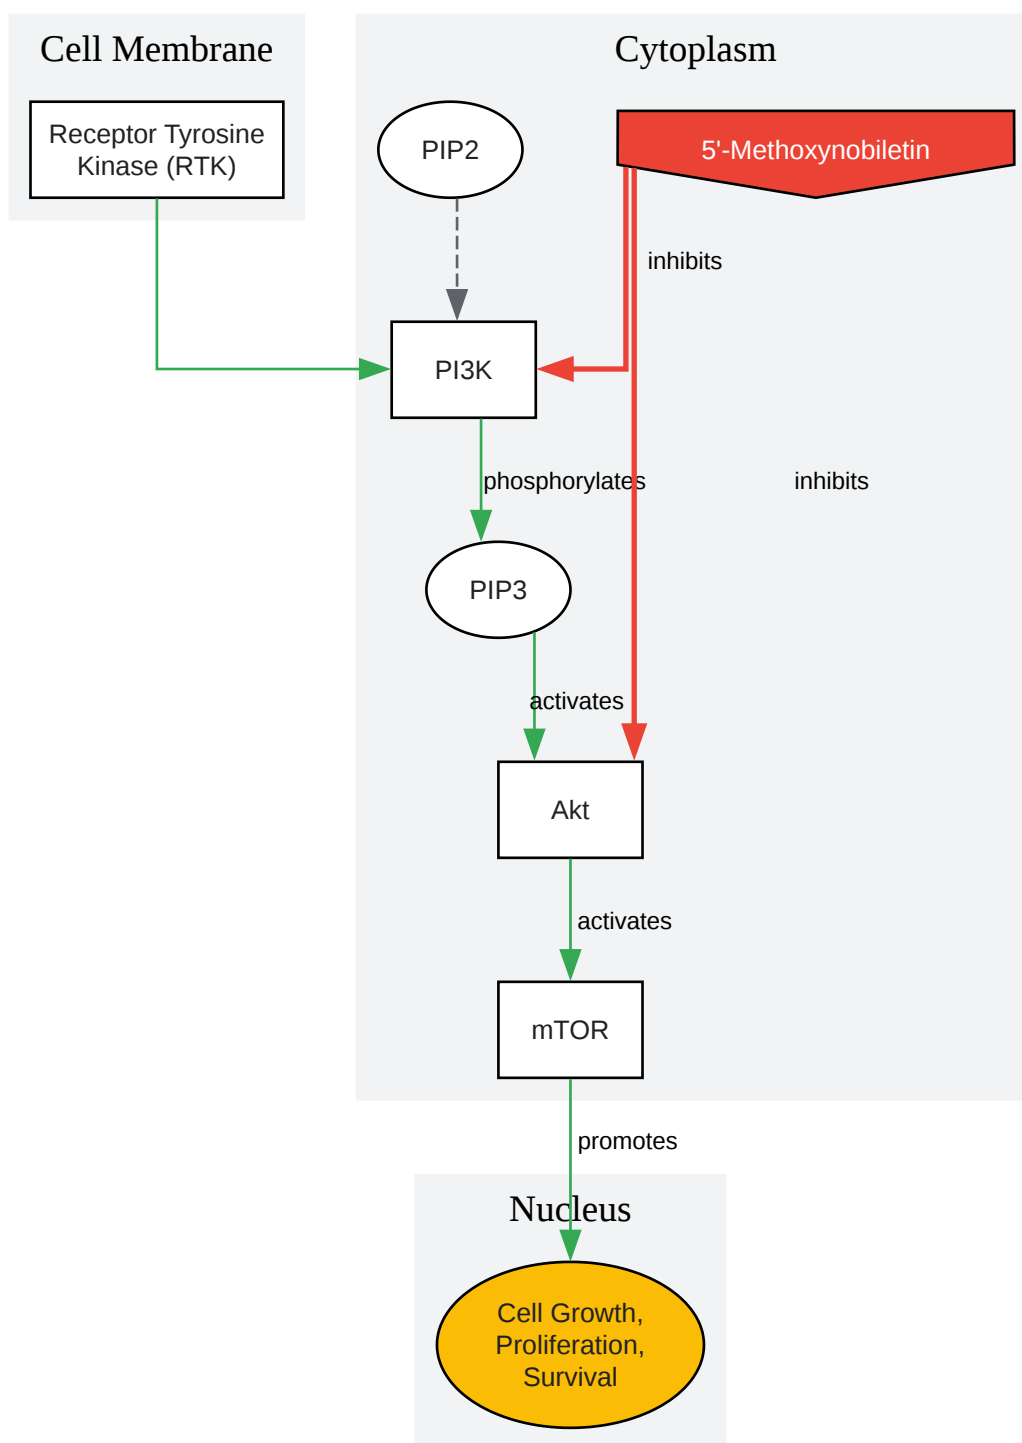 Cell Membrane
Cytoplasm
Receptor Tyrosine
Kinase (RTK)
PIP2
5'-Methoxynobiletin
inhibits
PI3K
phosphorylates
inhibits
PIP3
activates
Akt
activates
mTOR
promotes
Nucleus
Cell Growth,
Proliferation,
Survival